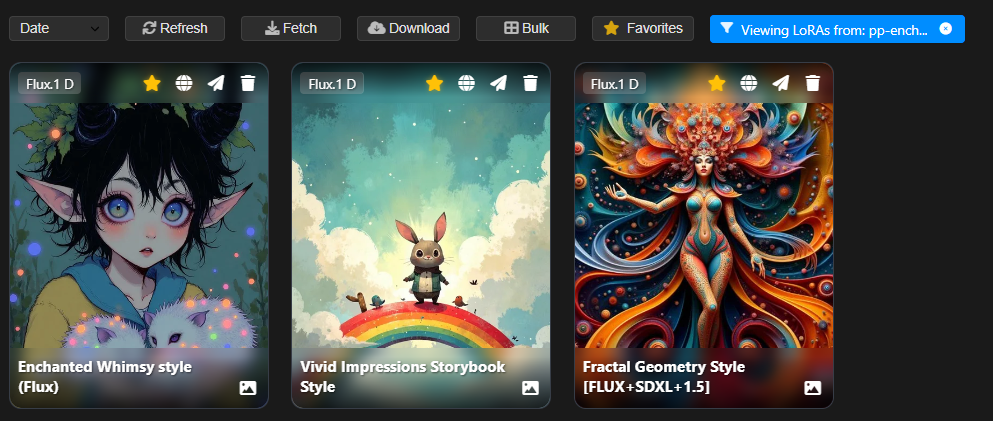 Date
Refresh
Fetch
Download
Bulk
Favorites
Viewing LoRAs from: pp-ench...
Flux.1 D
Flux.1 D
Flux.1 D
Enchanted Whimsy style
(Flux)
Vivid Impressions Storybook
Style
Fractal Geometry Style
[FLUX+SDXL+1.5]